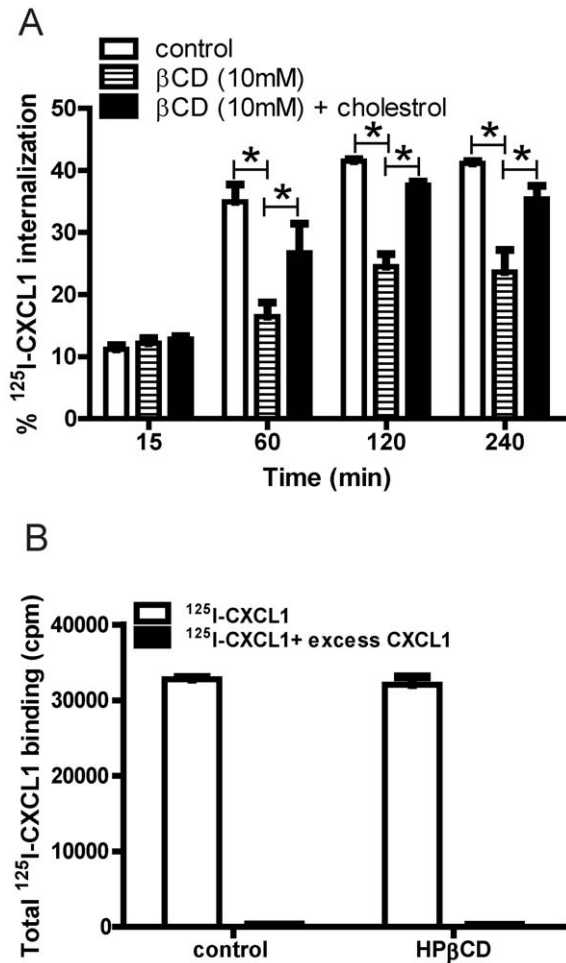 A
control
βCD (10mM)
βCD (10mM) + cholestrol
% ¹²⁵I-CXCL1 internalization
50
40
30
20
10
0
* * * * * *
15 60 120 240
Time (min)
B
¹²⁵I-CXCL1
¹²⁵I-CXCL1+ excess CXCL1
Total ¹²⁵I-CXCL1 binding (cpm)
40000
30000
20000
10000
0
control HPβCD